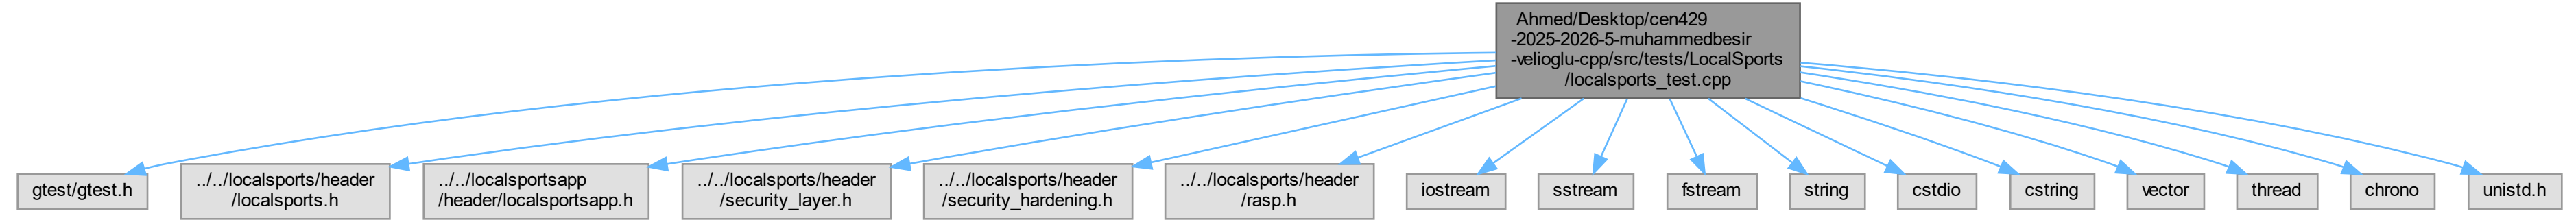 Ahmed/Desktop/cen429
-2025-2026-5-muhammedbesir
-velioglu-cpp/src/tests/LocalSports
/localsports_test.cpp
gtest/gtest.h
../../localsports/header
/localsports.h
../../localsportsapp
/header/localsportsapp.h
../../localsports/header
/security_layer.h
../../localsports/header
/security_hardening.h
../../localsports/header
/rasp.h
iostream
sstream
fstream
string
cstdio
cstring
vector
thread
chrono
unistd.h